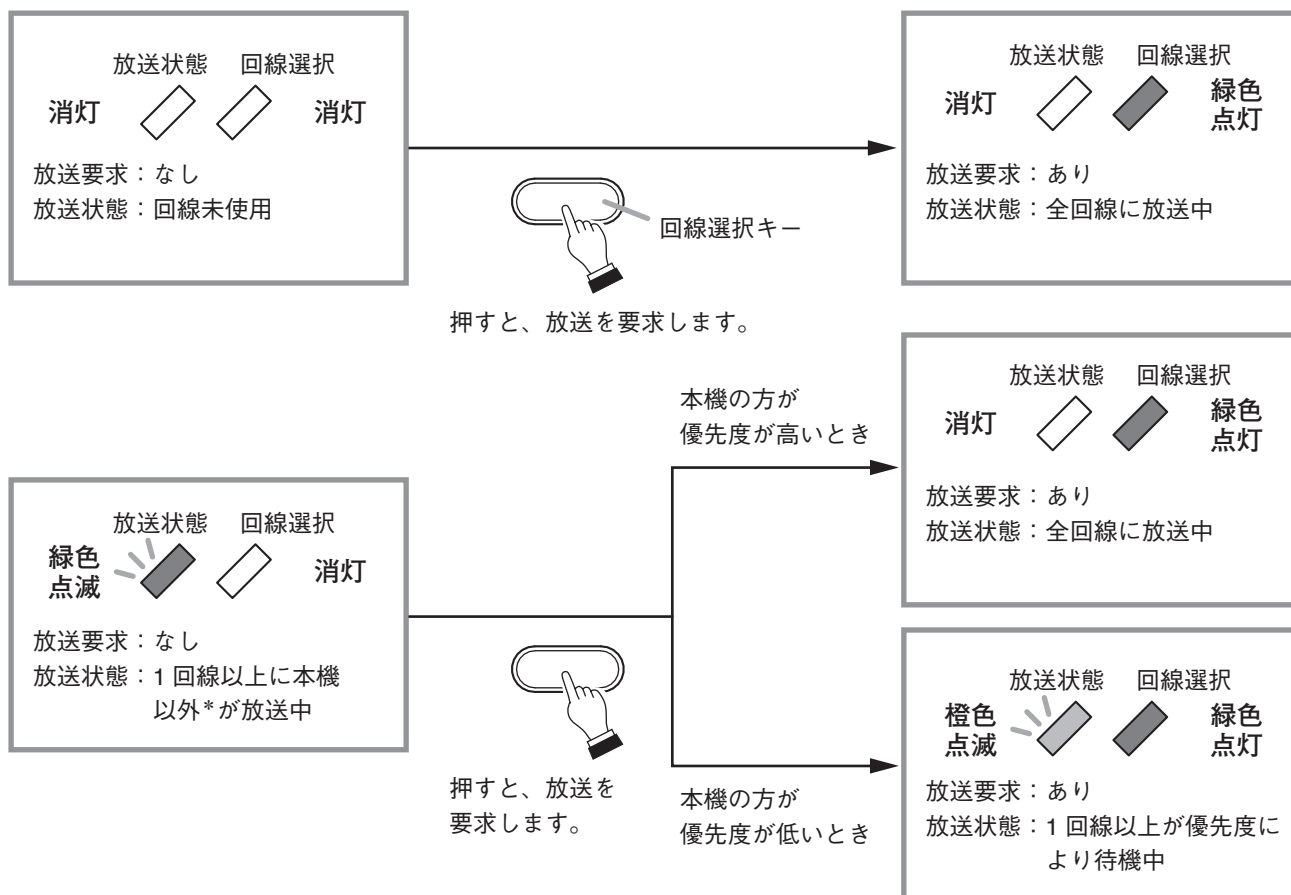 放送状態 回線選択
消灯 消灯
放送要求：なし
放送状態：回線未使用
回線選択キー
押すと、放送を要求します。
放送状態 回線選択
消灯 緑色
点灯
放送要求：あり
放送状態：全回線に放送中
放送状態 回線選択
緑色
点滅 消灯
放送要求：なし
放送状態：1 回線以上に本機
以外*が放送中
押すと、放送を
要求します。
本機の方が
優先度が高いとき
放送状態 回線選択
消灯 緑色
点灯
放送要求：あり
放送状態：全回線に放送中
本機の方が
優先度が低いとき
放送状態 回線選択
橙色 緑色
点滅 点灯
放送要求：あり
放送状態：1 回線以上が優先度に
より待機中